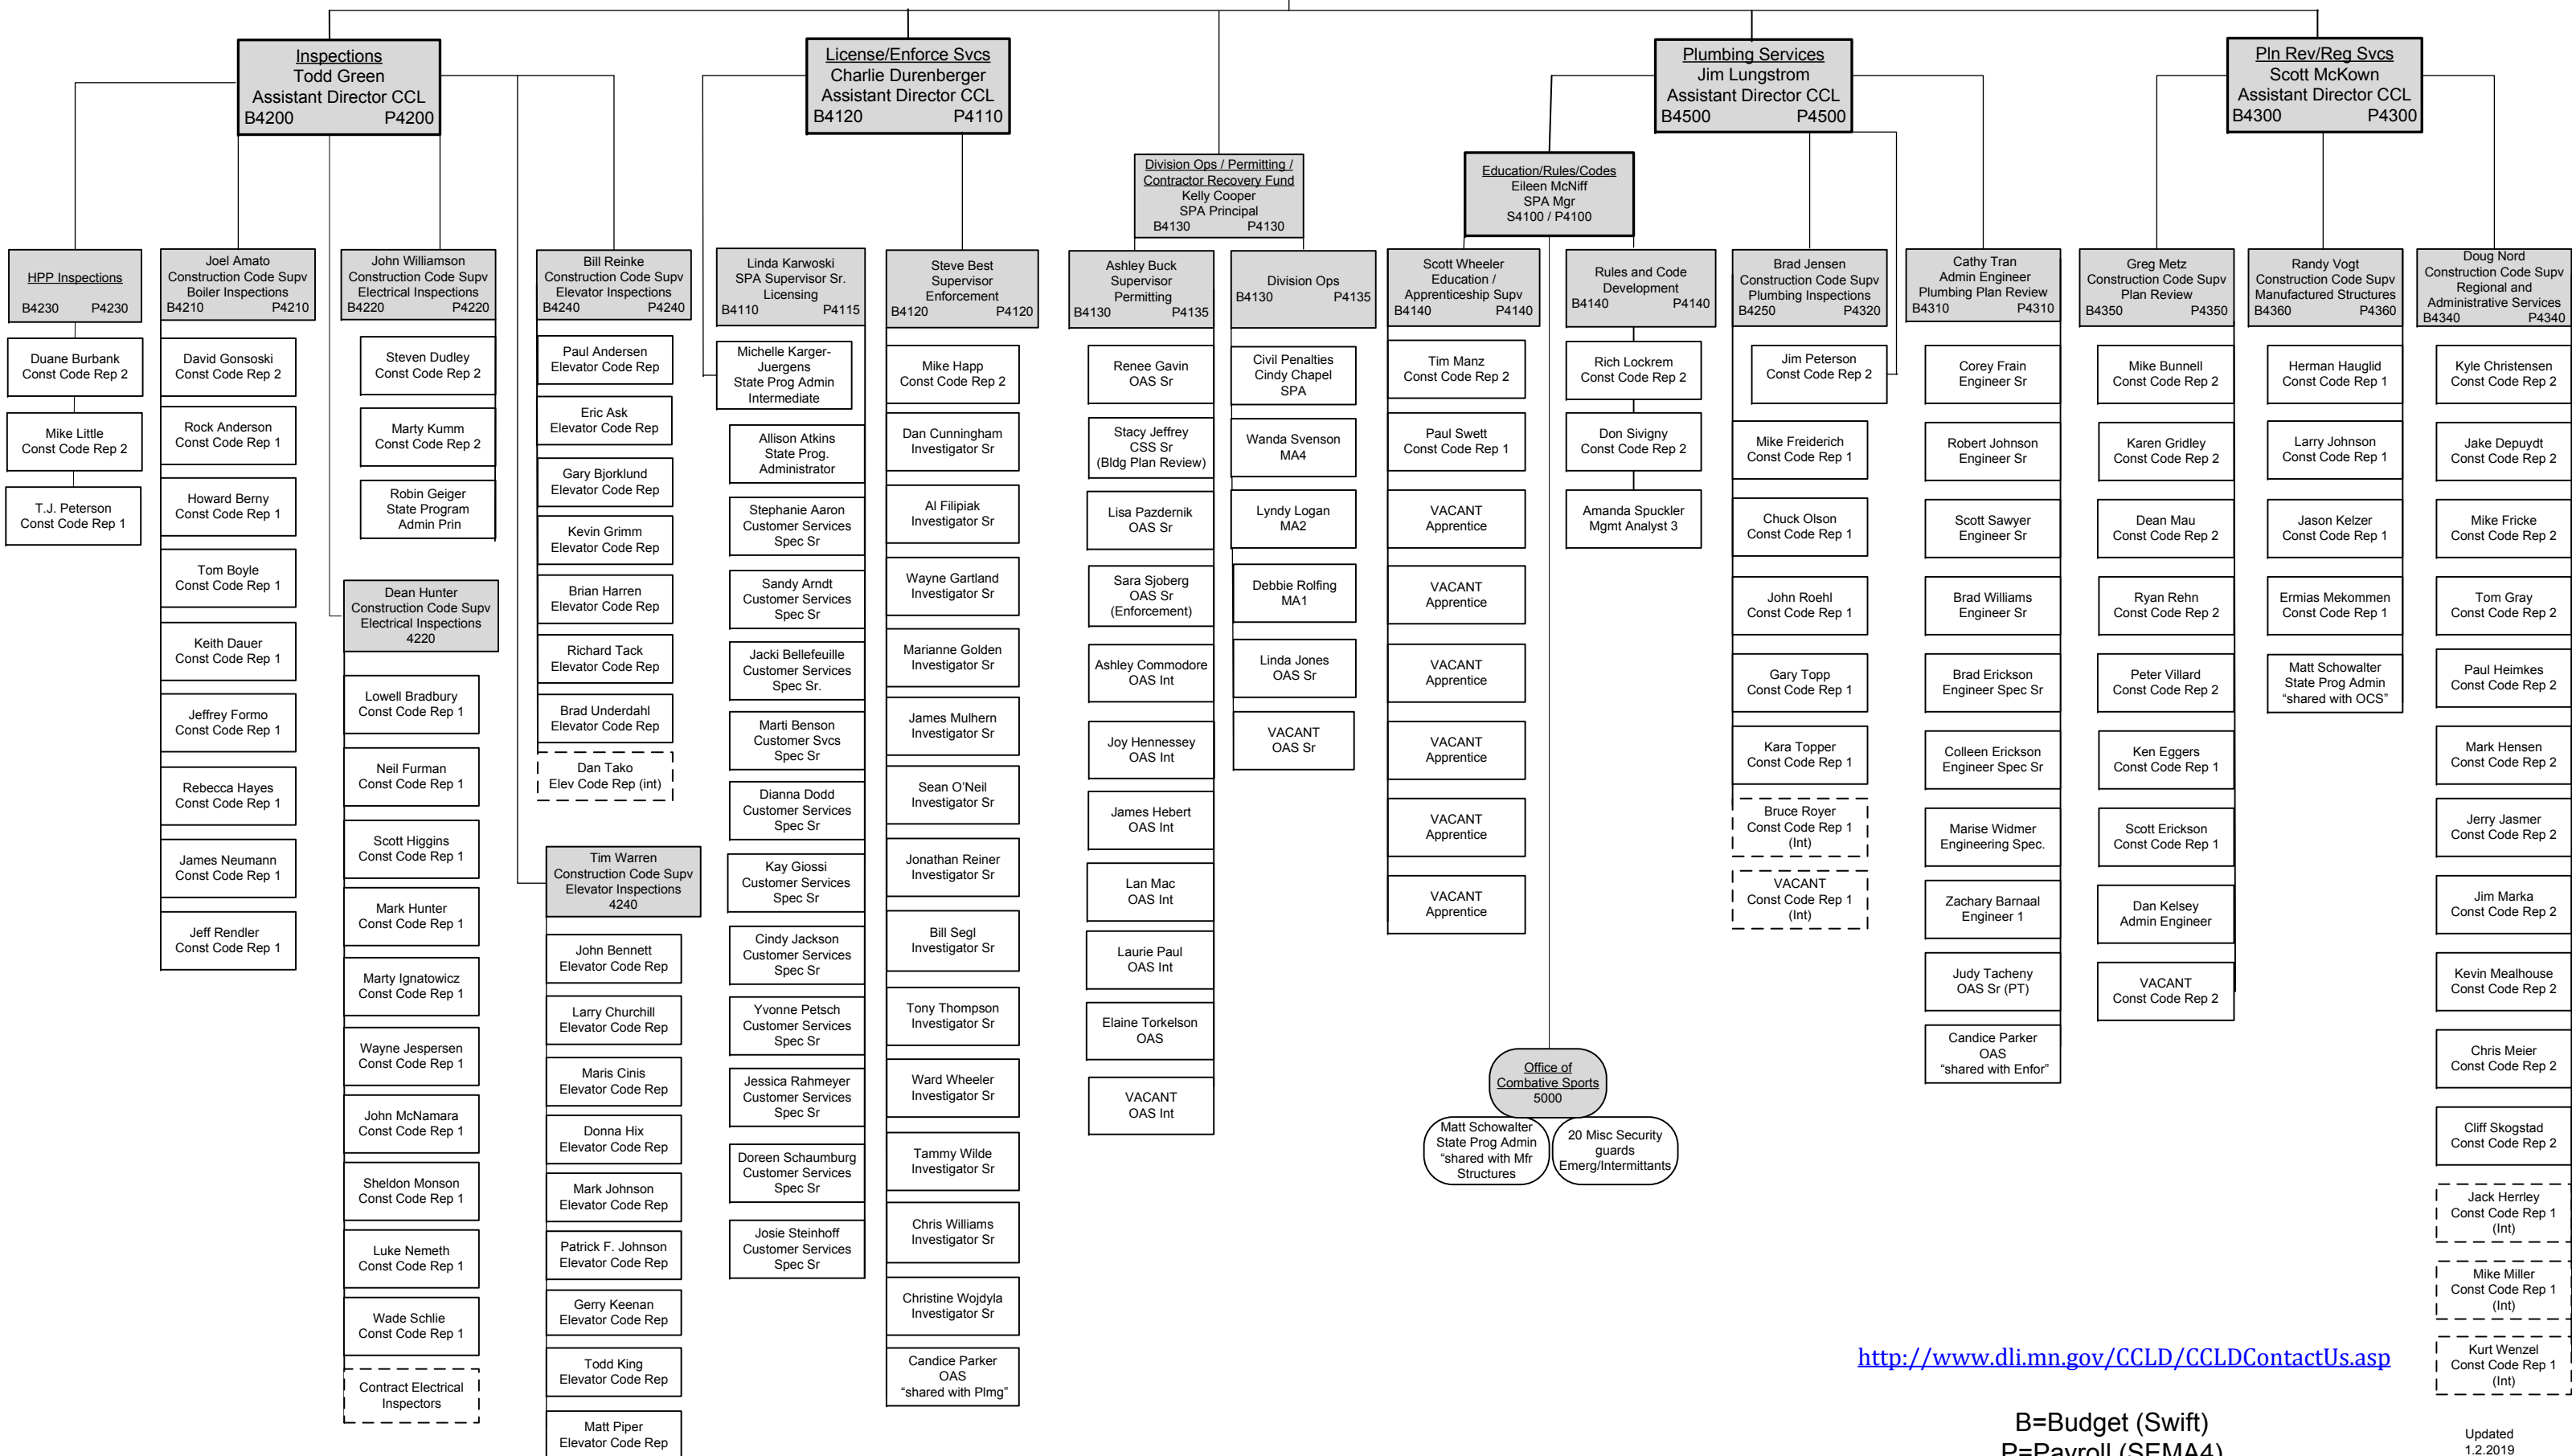 Inspections
Todd Green
Assistant Director CCL
B4200 P4200
License/Enforce Svcs
Charlie Durenberger
Assistant Director CCL
B4120 P4110
Plumbing Services
Jim Lungstrom
Assistant Director CCL
B4500 P4500
Pln Rev/Reg Svcs
Scott McKown
Assistant Director CCL
B4300 P4300
Division Ops / Permitting /
Contractor Recovery Fund
Kelly Cooper
SPA Principal
B4130 P4130
Education/Rules/Codes
Eileen McNiff
SPA Mgr
S4100 / P4100
HPP Inspections
B4230 P4230
Duane Burbank
Const Code Rep 2
Mike Little
Const Code Rep 2
T.J. Peterson
Const Code Rep 1
Joel Amato
Construction Code Supv
Boiler Inspections
B4210 P4210
David Gonsoski
Const Code Rep 2
Rock Anderson
Const Code Rep 1
Howard Berny
Const Code Rep 1
Tom Boyle
Const Code Rep 1
Keith Dauer
Const Code Rep 1
Jeffrey Formo
Const Code Rep 1
Rebecca Hayes
Const Code Rep 1
James Neumann
Const Code Rep 1
Jeff Rendler
Const Code Rep 1
John Williamson
Construction Code Supv
Electrical Inspections
B4220 P4220
Steven Dudley
Const Code Rep 2
Marty Kumm
Const Code Rep 2
Robin Geiger
State Program
Admin Prin
Dean Hunter
Construction Code Supv
Electrical Inspections
4220
Lowell Bradbury
Const Code Rep 1
Neil Furman
Const Code Rep 1
Scott Higgins
Const Code Rep 1
Mark Hunter
Const Code Rep 1
Marty Ignatowicz
Const Code Rep 1
Wayne Jespersen
Const Code Rep 1
John McNamara
Const Code Rep 1
Sheldon Monson
Const Code Rep 1
Luke Nemeth
Const Code Rep 1
Wade Schlie
Const Code Rep 1
Contract Electrical
Inspectors
Bill Reinke
Construction Code Supv
Elevator Inspections
B4240 P4240
Paul Andersen
Elevator Code Rep
Eric Ask
Elevator Code Rep
Gary Bjorklund
Elevator Code Rep
Kevin Grimm
Elevator Code Rep
Brian Harren
Elevator Code Rep
Richard Tack
Elevator Code Rep
Brad Underdahl
Elevator Code Rep
Dan Tako
Elev Code Rep (int)
Tim Warren
Construction Code Supv
Elevator Inspections
4240
John Bennett
Elevator Code Rep
Larry Churchill
Elevator Code Rep
Maris Cinis
Elevator Code Rep
Donna Hix
Elevator Code Rep
Mark Johnson
Elevator Code Rep
Patrick F. Johnson
Elevator Code Rep
Gerry Keenan
Elevator Code Rep
Todd King
Elevator Code Rep
Matt Piper
Elevator Code Rep
Linda Karwoski
SPA Supervisor Sr.
Licensing
B4110 P4115
Michelle Karger-
Juergens
State Prog Admin
Intermediate
Allison Atkins
State Prog.
Administrator
Stephanie Aaron
Customer Services
Spec Sr
Sandy Arndt
Customer Services
Spec Sr
Jacki Bellefeuille
Customer Services
Spec Sr.
Marti Benson
Customer Svcs
Spec Sr
Dianna Dodd
Customer Services
Spec Sr
Kay Giossi
Customer Services
Spec Sr
Cindy Jackson
Customer Services
Spec Sr
Yvonne Petsch
Customer Services
Spec Sr
Jessica Rahmeyer
Customer Services
Spec Sr
Doreen Schaumburg
Customer Services
Spec Sr
Josie Steinhoff
Customer Services
Spec Sr
Steve Best
Supervisor
Enforcement
B4120 P4120
Mike Happ
Const Code Rep 2
Dan Cunningham
Investigator Sr
Al Filipiak
Investigator Sr
Wayne Gartland
Investigator Sr
Marianne Golden
Investigator Sr
James Mulhern
Investigator Sr
Sean O’Neil
Investigator Sr
Jonathan Reiner
Investigator Sr
Bill Segl
Investigator Sr
Tony Thompson
Investigator Sr
Ward Wheeler
Investigator Sr
Tammy Wilde
Investigator Sr
Chris Williams
Investigator Sr
Christine Wojdyla
Investigator Sr
Candice Parker
OAS
“shared with Plmg”
Ashley Buck
Supervisor
Permitting
B4130 P4135
Renee Gavin
OAS Sr
Stacy Jeffrey
CSS Sr
(Bldg Plan Review)
Lisa Pazdernik
OAS Sr
Sara Sjoberg
OAS Sr
(Enforcement)
Ashley Commodore
OAS Int
Joy Hennessey
OAS Int
James Hebert
OAS Int
Lan Mac
OAS Int
Laurie Paul
OAS Int
Elaine Torkelson
OAS
VACANT
OAS Int
Division Ops
B4130 P4135
Civil Penalties
Cindy Chapel
SPA
Wanda Svenson
MA4
Lyndy Logan
MA2
Debbie Rolfing
MA1
Linda Jones
OAS Sr
VACANT
OAS Sr
Scott Wheeler
Education /
Apprenticeship Supv
B4140 P4140
Tim Manz
Const Code Rep 2
Paul Swett
Const Code Rep 1
VACANT
Apprentice
VACANT
Apprentice
VACANT
Apprentice
VACANT
Apprentice
VACANT
Apprentice
VACANT
Apprentice
Rules and Code
Development
B4140 P4140
Rich Lockrem
Const Code Rep 2
Don Sivigny
Const Code Rep 2
Amanda Spuckler
Mgmt Analyst 3
Office of
Combative Sports
5000
Matt Schowalter
State Prog Admin
“shared with Mfr
Structures
20 Misc Security
guards
Emerg/Intermittants
Brad Jensen
Construction Code Supv
Plumbing Inspections
B4250 P4320
Jim Peterson
Const Code Rep 2
Mike Freiderich
Const Code Rep 1
Chuck Olson
Const Code Rep 1
John Roehl
Const Code Rep 1
Gary Topp
Const Code Rep 1
Kara Topper
Const Code Rep 1
Bruce Royer
Const Code Rep 1
(Int)
VACANT
Const Code Rep 1
(Int)
Cathy Tran
Admin Engineer
Plumbing Plan Review
B4310 P4310
Corey Frain
Engineer Sr
Robert Johnson
Engineer Sr
Scott Sawyer
Engineer Sr
Brad Williams
Engineer Sr
Brad Erickson
Engineer Spec Sr
Colleen Erickson
Engineer Spec Sr
Marise Widmer
Engineering Spec.
Zachary Barnaal
Engineer 1
Judy Tacheny
OAS Sr (PT)
Candice Parker
OAS
“shared with Enfor”
Greg Metz
Construction Code Supv
Plan Review
B4350 P4350
Mike Bunnell
Const Code Rep 2
Karen Gridley
Const Code Rep 2
Dean Mau
Const Code Rep 2
Ryan Rehn
Const Code Rep 2
Peter Villard
Const Code Rep 2
Ken Eggers
Const Code Rep 1
Scott Erickson
Const Code Rep 1
Dan Kelsey
Admin Engineer
VACANT
Const Code Rep 2
Randy Vogt
Construction Code Supv
Manufactured Structures
B4360 P4360
Herman Hauglid
Const Code Rep 1
Larry Johnson
Const Code Rep 1
Jason Kelzer
Const Code Rep 1
Ermias Mekommen
Const Code Rep 1
Matt Schowalter
State Prog Admin
“shared with OCS”
Doug Nord
Construction Code Supv
Regional and
Administrative Services
B4340 P4340
Kyle Christensen
Const Code Rep 2
Jake Depuydt
Const Code Rep 2
Mike Fricke
Const Code Rep 2
Tom Gray
Const Code Rep 2
Paul Heimkes
Const Code Rep 2
Mark Hensen
Const Code Rep 2
Jerry Jasmer
Const Code Rep 2
Jim Marka
Const Code Rep 2
Kevin Mealhouse
Const Code Rep 2
Chris Meier
Const Code Rep 2
Cliff Skogstad
Const Code Rep 2
Jack Herrley
Const Code Rep 1
(Int)
Mike Miller
Const Code Rep 1
(Int)
Kurt Wenzel
Const Code Rep 1
(Int)
http://www.dli.mn.gov/CCLD/CCLDContactUs.asp
B=Budget (Swift)
P=Payroll (SEMA4)
Updated
1.2.2019